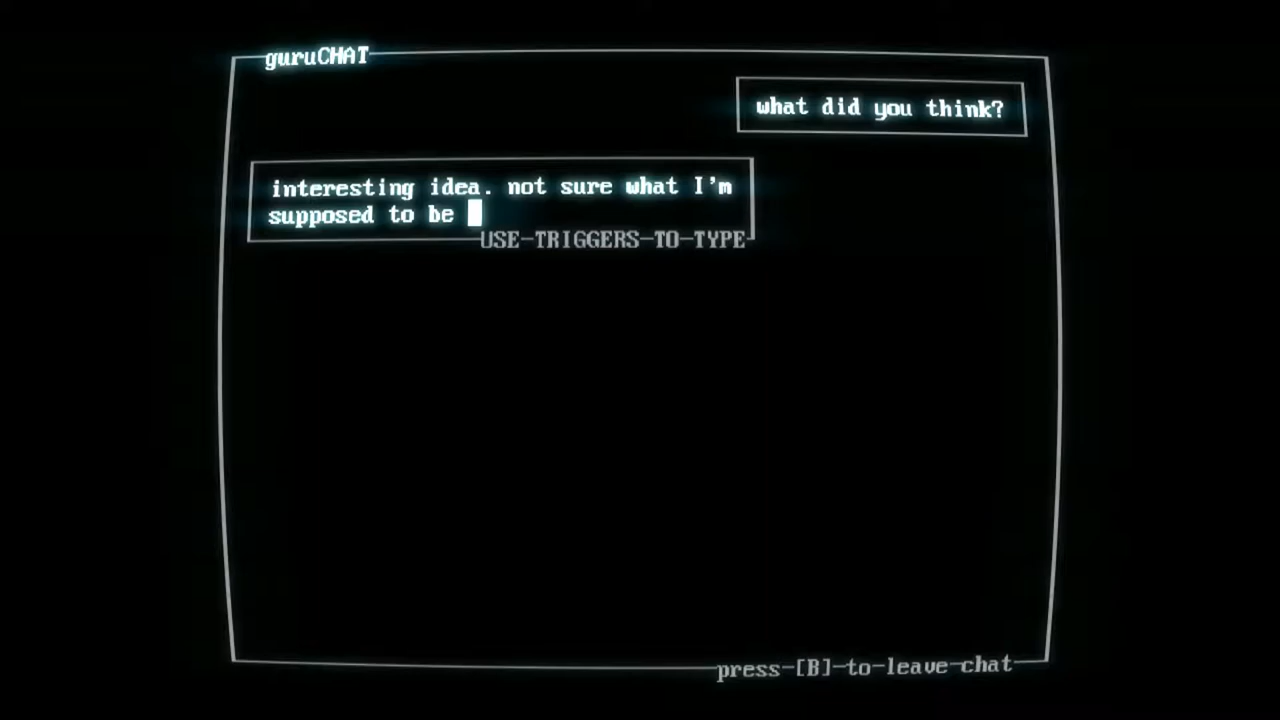 guruCHAT
what did you think?
interesting idea. not sure what I'm
supposed to be
USE-TRIGGERS-TO-TYPE
press-[B]-to-leave-chat